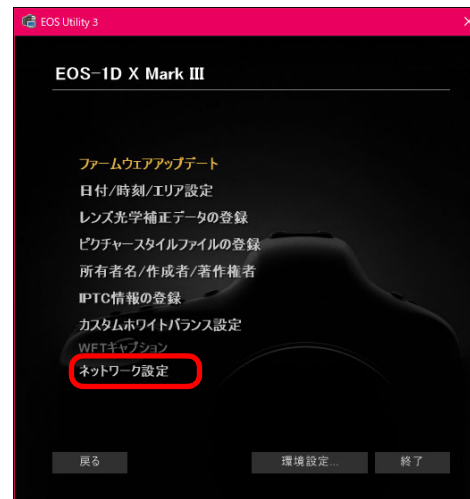 EOS Utility 3
EOS-1D X Mark III
ファームウェアアップデート
日付/時刻/エリア設定
レンズ光学補正データの登録
ピクチャースタイルファイルの登録
所有者名/作成者/著作権者
IPTC情報の登録
カスタムホワイトバランス設定
WFTキャプション
ネットワーク設定
戻る 環境設定... 終了